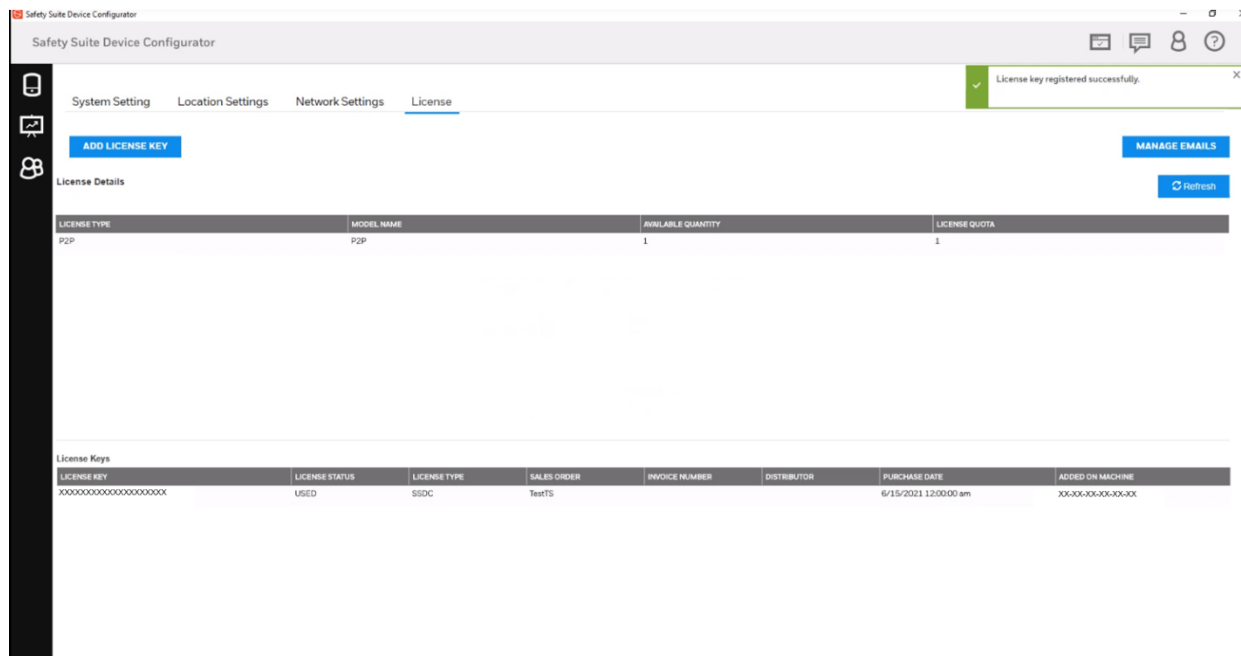 Safety Suite Device Configurator
Safety Suite Device Configurator
License key registered successfully.
System Setting Location Settings Network Settings License
ADD LICENSE KEY MANAGE EMAILS
License Details Refresh
LICENSE TYPE MODEL NAME AVAILABLE QUANTITY LICENSE QUOTA
P2P P2P 1 1
License Keys
LICENSE KEY LICENSE STATUS LICENSE TYPE SALES ORDER INVOICE NUMBER DISTRIBUTOR PURCHASE DATE ADDED ON MACHINE
XXXXXXXXXXXXXXXXXXXX USED SSDC TestTS 6/15/2021 12:00:00 am XX-XX-XX-XX-XX-XX